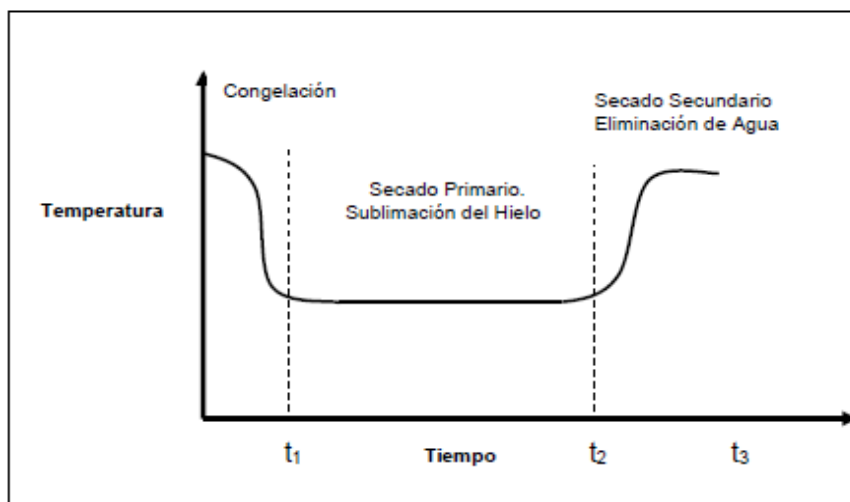 Congelación
Secado Secundario
Eliminación de Agua
Secado Primario.
Sublimación del Hielo
Temperatura
t1
Tiempo
t2
t3